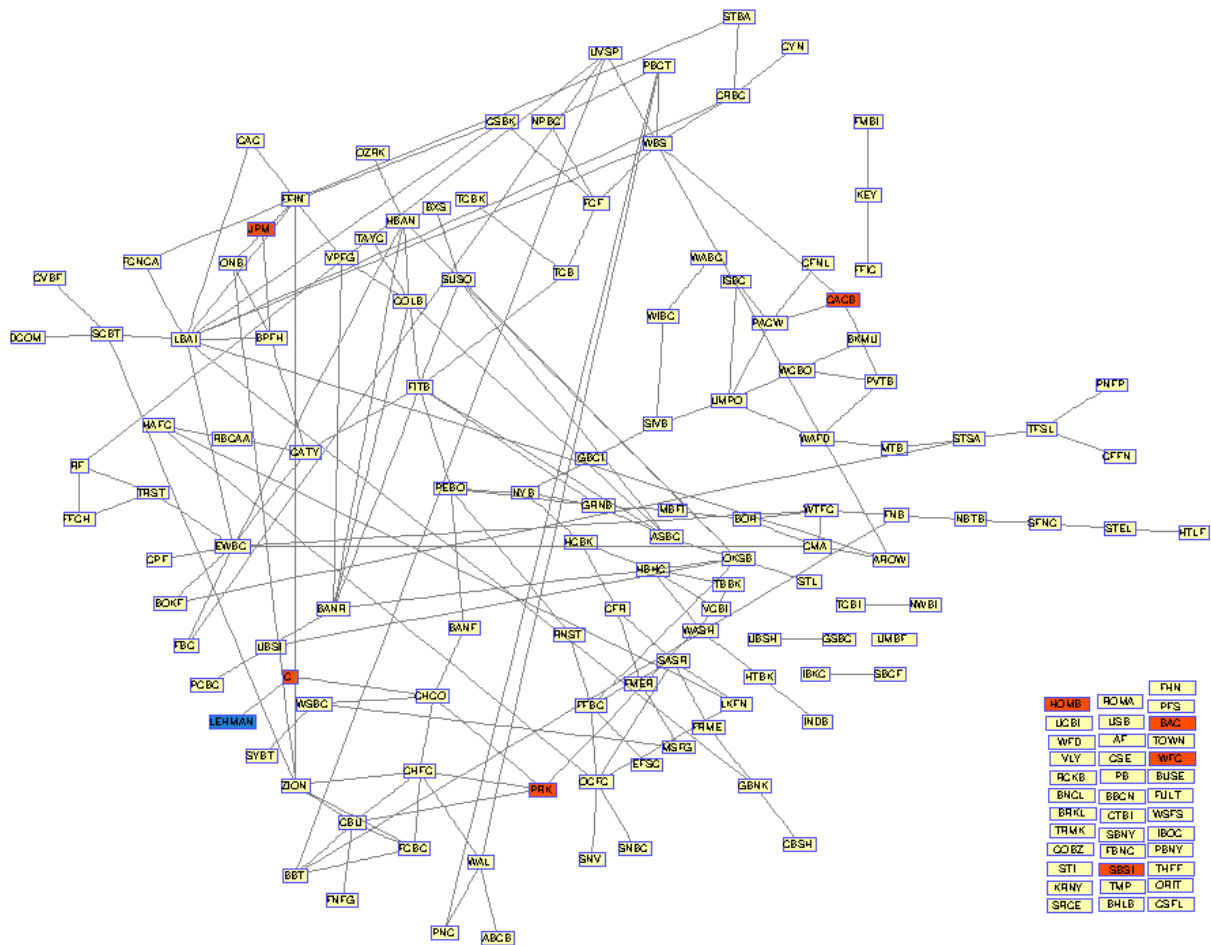 STBA
CYN
UVSP
PBCT
CRBC
CSBK
NPBC
FMBI
CAC
WBS
OZRK
KEY
FFIN
TCBK
FCF
BXS
HBAN
JPM
TAYC
FCNCA
ONB
VPFG
WABC
CFNL
FFIC
CVBF
SUSQ
TCB
ISBC
COLB
CACB
WIBC
PACW
DCOM
SCBT
LBAI
BPFH
BKMU
WCBO
PVTB
FITB
UMPQ
PNFP
HAFC
SIVB
RBCAA
WAFD
STSA
TFSL
CATY
MTB
RF
GBCI
CFFN
TRST
PEBO
NYB
GRNB
MBFI
WTFC
FFCH
BOH
FNB
NBTB
SFNC
STEL
HTLF
EWBC
HCBK
ASBC
CMA
CPF
OKSB
AROW
HBHC
TBBK
STL
BOKF
BANR
CFR
VCBI
TCBI
NWBI
BANF
RNST
WASH
FBC
UBSI
UBSH
GSBC
UMBF
SASR
C
HTBK
IBKC
SBCF
PCBC
FMER
FHN
WSBC
CHCO
FFBC
LKFN
HOMB
ROMA
PFS
LEHMAN
FRME
INDB
UCBI
USB
BAC
MSFG
WFD
AF
TOWN
SYBT
EFSC
VLY
CSE
WFC
CHFC
RCKB
PB
BUSE
ZION
PRK
OCFC
GBNK
BNCL
BBCN
FULT
BRKL
CTBI
WSFS
CBU
TRMK
SBNY
IBOC
FCBC
SNV
SNBC
CBSH
COBZ
FBNC
PBNY
WAL
STI
SBSI
THFF
BBT
KRNY
TMP
ORIT
FNFG
SRCE
BHLB
CSFL
PNC
ABCB